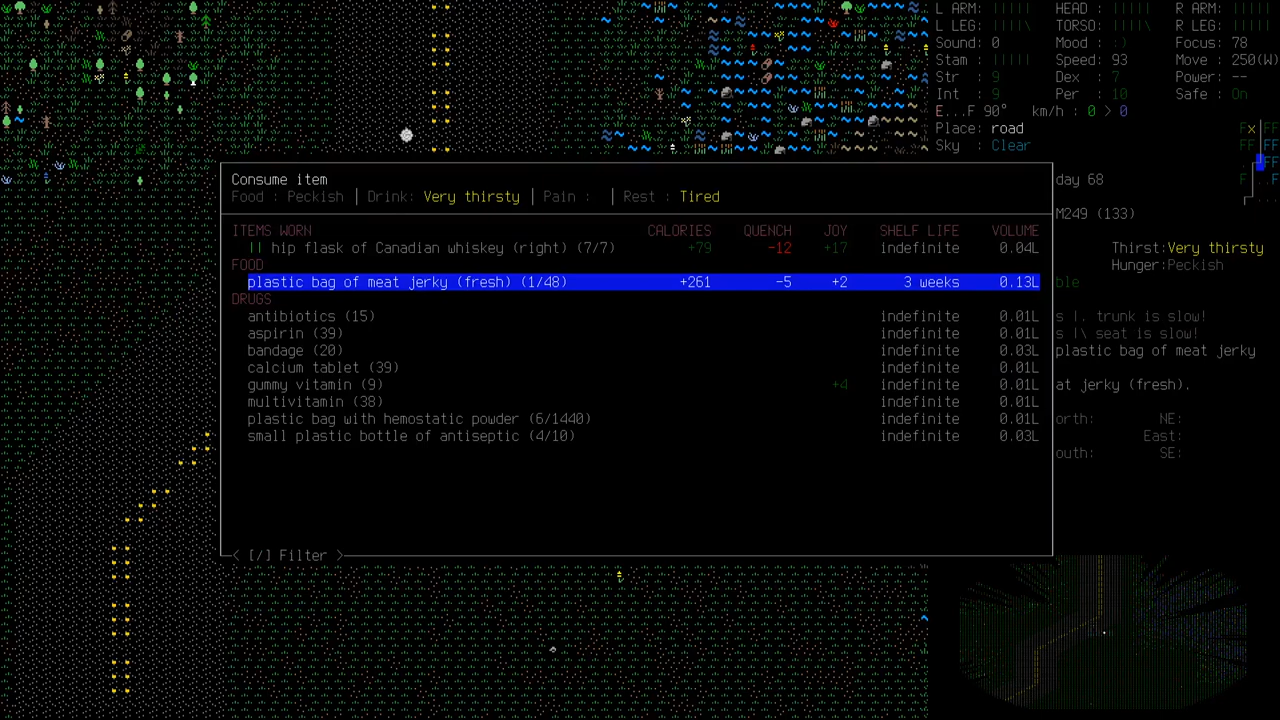 L ARM: ||||| HEAD : ||||| R ARM: |||||
L LEG: ||||\ TORSO: ||||\ R LEG: |||||
Sound: 0 Mood : :) Focus: 78
Stam : ||||| Speed: 93 Move : 250(W)
Str : 9 Dex : 7 Power: --
Int : 9 Per : 10 Safe : On
E...F 90° km/h : 0 > 0
Place: road
Sky : Clear
Consume item
day 68
Food : Peckish | Drink: Very thirsty | Pain : | Rest : Tired
M249 (133)
ITEMS WORN CALORIES QUENCH JOY SHELF LIFE VOLUME
|| hip flask of Canadian whiskey (right) (7/7) +79 -12 +17 indefinite 0.04L
Thirst:Very thirsty
FOOD
Hunger:Peckish
plastic bag of meat jerky (fresh) (1/48) +261 -5 +2 3 weeks 0.13L
ble
DRUGS
antibiotics (15) indefinite 0.01L
s |. trunk is slow!
aspirin (39) indefinite 0.01L
s |\ seat is slow!
bandage (20) indefinite 0.03L
plastic bag of meat jerky
calcium tablet (39) indefinite 0.01L
gummy vitamin (9) +4 indefinite 0.01L
at jerky (fresh).
multivitamin (38) indefinite 0.01L
plastic bag with hemostatic powder (6/1440) indefinite 0.01L
orth: NE:
small plastic bottle of antiseptic (4/10) indefinite 0.03L
East:
outh: SE:
< [/] Filter >